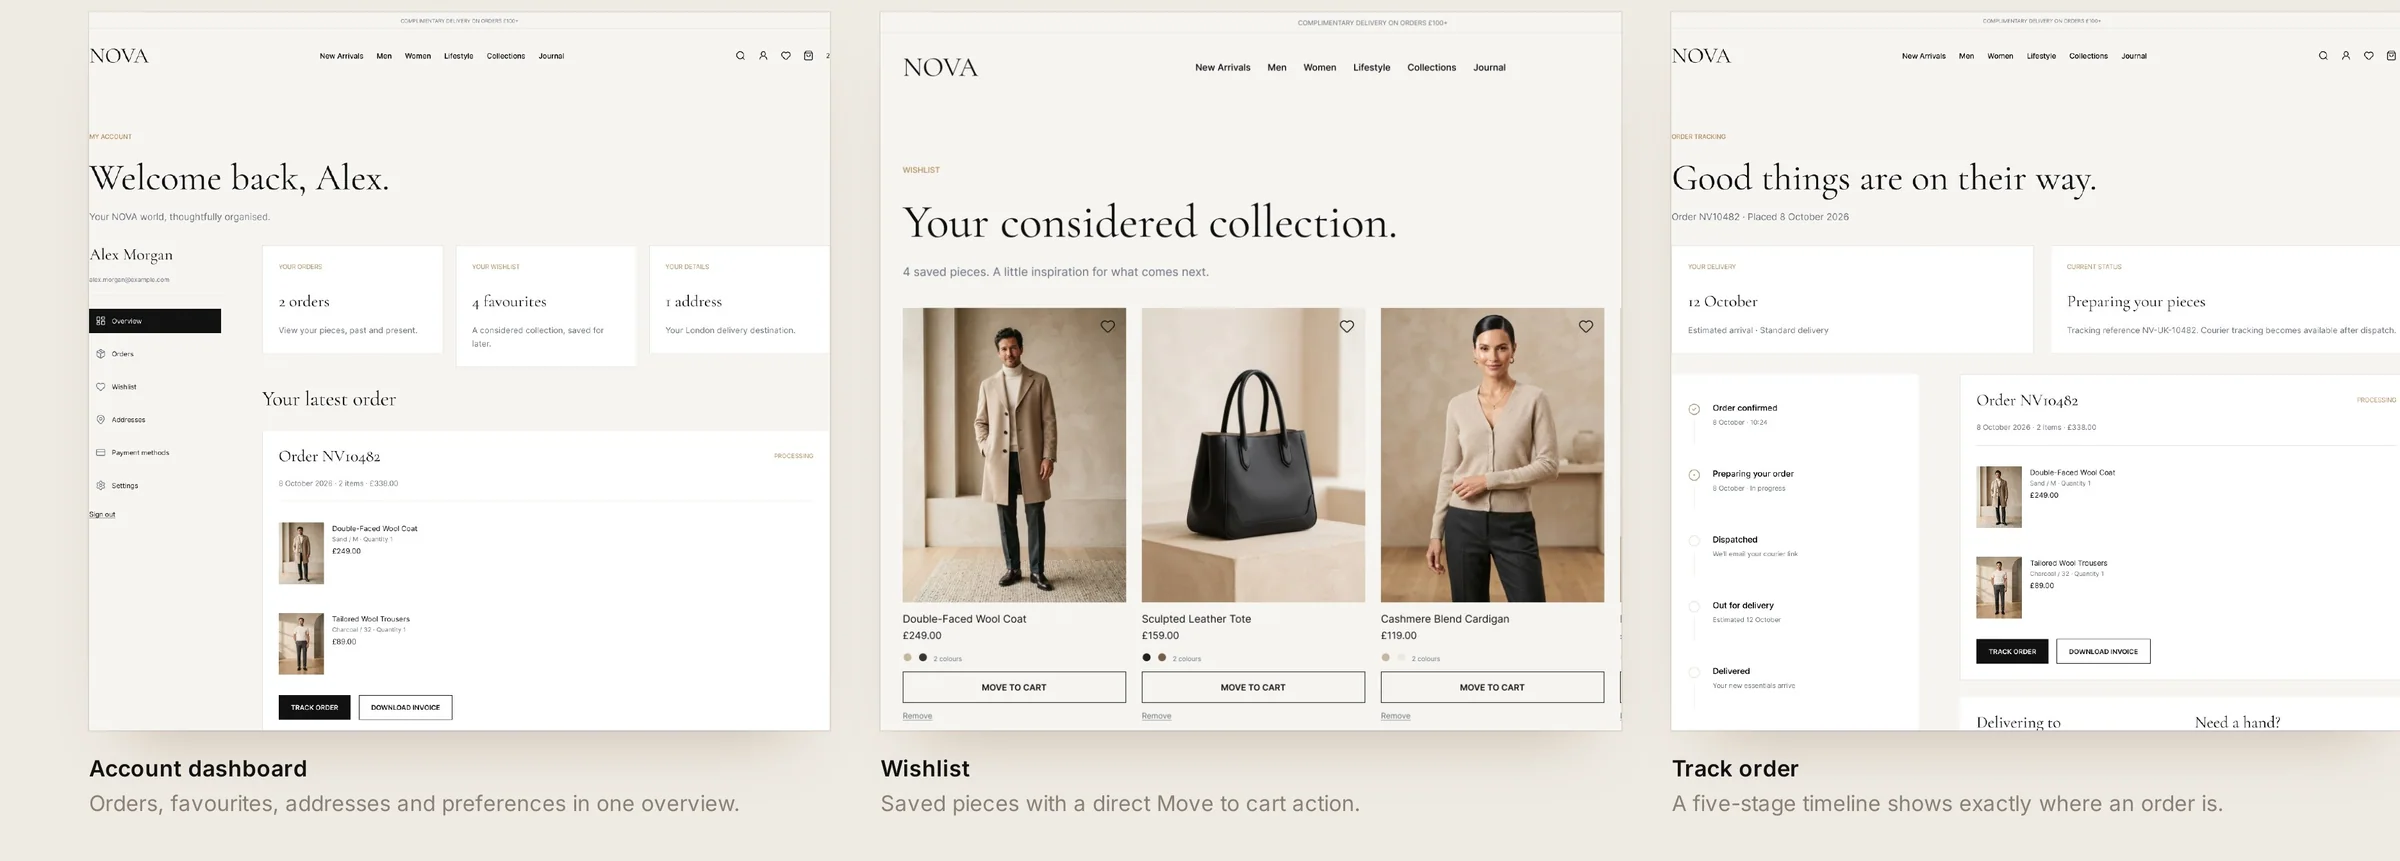 COMPLIMENTARY DELIVERY ON ORDERS £100+
NOVA
New Arrivals Men Women Lifestyle Collections Journal
2
MY ACCOUNT
Welcome back, Alex.
Your NOVA world, thoughtfully organised.
Alex Morgan
alex.morgan@example.com
Overview
Orders
Wishlist
Addresses
Payment methods
Settings
Sign out
YOUR ORDERS
2 orders
View your pieces, past and present.
YOUR WISHLIST
4 favourites
A considered collection, saved for
later.
YOUR DETAILS
1 address
Your London delivery destination.
Your latest order
Order NV10482
PROCESSING
8 October 2026 · 2 items · £338.00
Double-Faced Wool Coat
Sand / M · Quantity 1
£249.00
Tailored Wool Trousers
Charcoal / 32 · Quantity 1
£89.00
TRACK ORDER
DOWNLOAD INVOICE
Account dashboard
Orders, favourites, addresses and preferences in one overview.
COMPLIMENTARY DELIVERY ON ORDERS £100+
NOVA
New Arrivals Men Women Lifestyle Collections Journal
WISHLIST
Your considered collection.
4 saved pieces. A little inspiration for what comes next.
Double-Faced Wool Coat
£249.00
2 colours
MOVE TO CART
Remove
Sculpted Leather Tote
£159.00
2 colours
MOVE TO CART
Remove
Cashmere Blend Cardigan
£119.00
2 colours
MOVE TO CART
Remove
Wishlist
Saved pieces with a direct Move to cart action.
COMPLIMENTARY DELIVERY ON ORDERS £100+
NOVA
New Arrivals Men Women Lifestyle Collections Journal
ORDER TRACKING
Good things are on their way.
Order NV10482 · Placed 8 October 2026
YOUR DELIVERY
12 October
Estimated arrival · Standard delivery
CURRENT STATUS
Preparing your pieces
Tracking reference NV-UK-10482. Courier tracking becomes available after dispatch.
Order confirmed
8 October · 10:24
Preparing your order
8 October · In progress
Dispatched
We'll email your courier link
Out for delivery
Estimated 12 October
Delivered
Your new essentials arrive
Order NV10482
PROCESSING
8 October 2026 · 2 items · £338.00
Double-Faced Wool Coat
Sand / M · Quantity 1
£249.00
Tailored Wool Trousers
Charcoal / 32 · Quantity 1
£89.00
TRACK ORDER
DOWNLOAD INVOICE
Delivering to
Need a hand?
Track order
A five-stage timeline shows exactly where an order is.